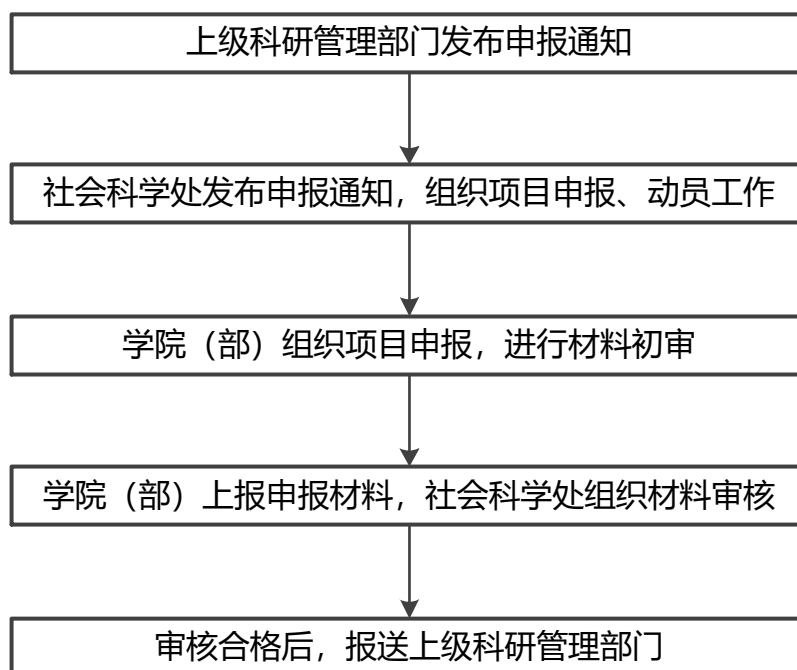 上级科研管理部门发布申报通知
社会科学处发布申报通知，组织项目申报、动员工作
学院（部）组织项目申报，进行材料初审
学院（部）上报申报材料，社会科学处组织材料审核
审核合格后，报送上级科研管理部门